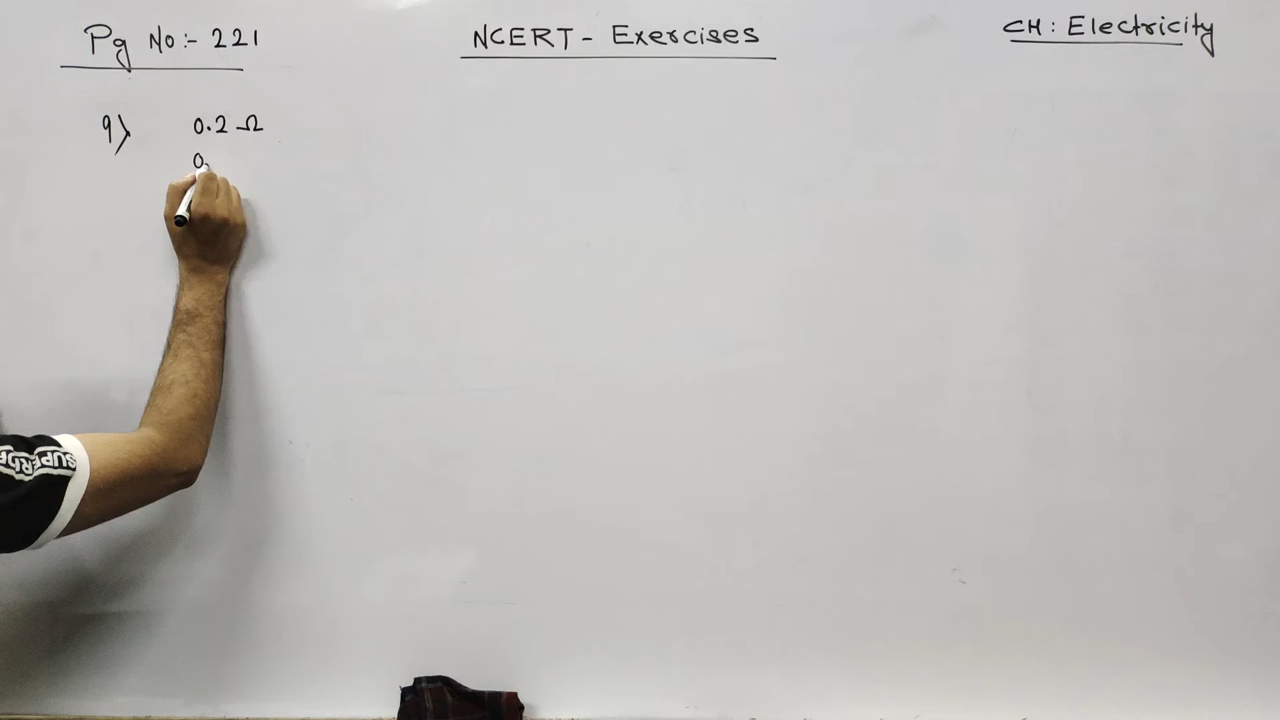 Pg No:- 221
NCERT - Exercises
CH: Electricity
9) 0.2 Ω
0.